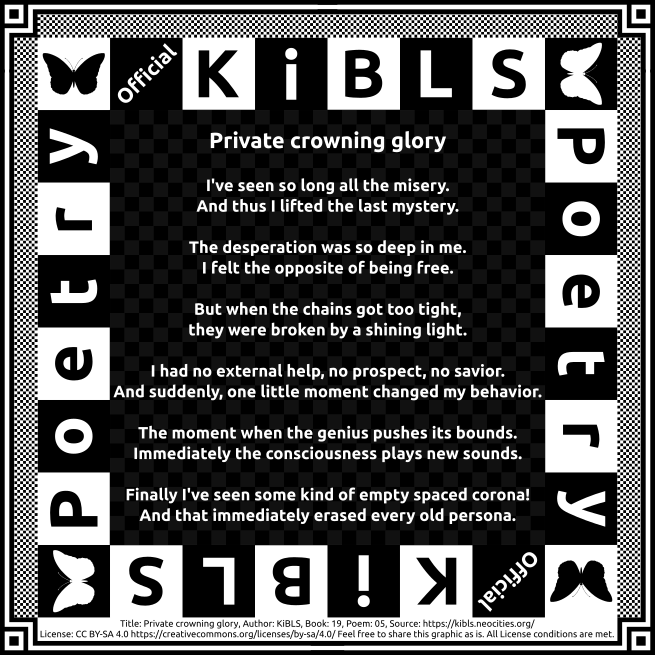 Official KiBLS
Poetry
Poetry
Private crowning glory
I've seen so long all the misery.
And thus I lifted the last mystery.
The desperation was so deep in me.
I felt the opposite of being free.
But when the chains got too tight,
they were broken by a shining light.
I had no external help, no prospect, no savior.
And suddenly, one little moment changed my behavior.
The moment when the genius pushes its bounds.
Immediately the consciousness plays new sounds.
Finally I've seen some kind of empty spaced corona!
And that immediately erased every old persona.
Official KiBLS
Title: Private crowning glory, Author: KiBLS, Book: 19, Poem: 05, Source: https://kibls.neocities.org/
License: CC BY-SA 4.0 https://creativecommons.org/licenses/by-sa/4.0/ Feel free to share this graphic as is. All License conditions are met.